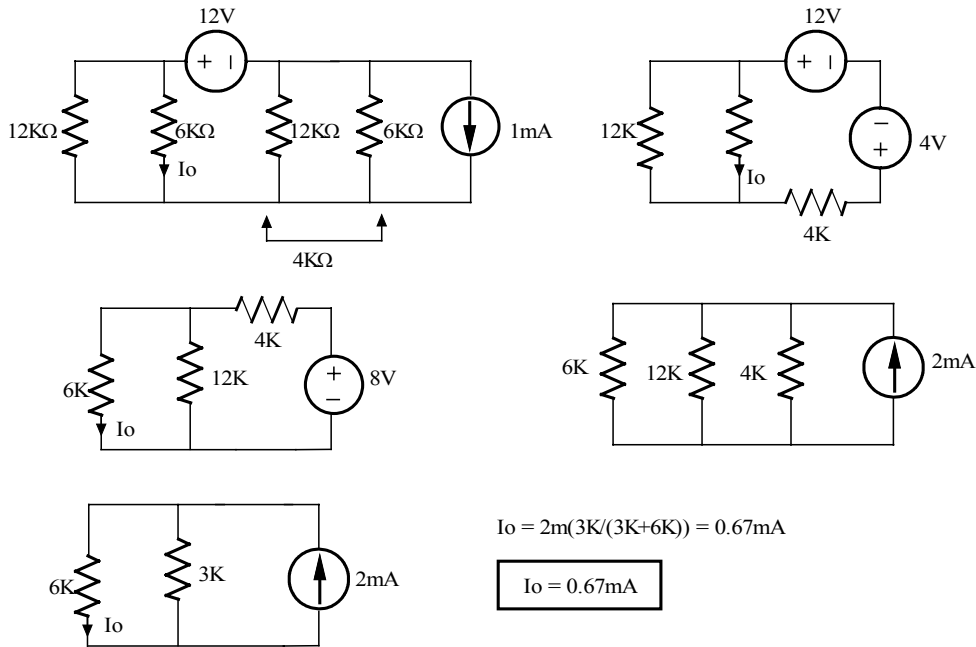 12V
+ −
12KΩ
6KΩ
12KΩ
6KΩ
1mA
Io
4KΩ
12V
+ −
12K
−
+
4V
Io
4K
4K
6K
12K
+
−
8V
Io
6K
12K
4K
2mA
6K
3K
2mA
Io
Io = 2m(3K/(3K+6K)) = 0.67mA
Io = 0.67mA